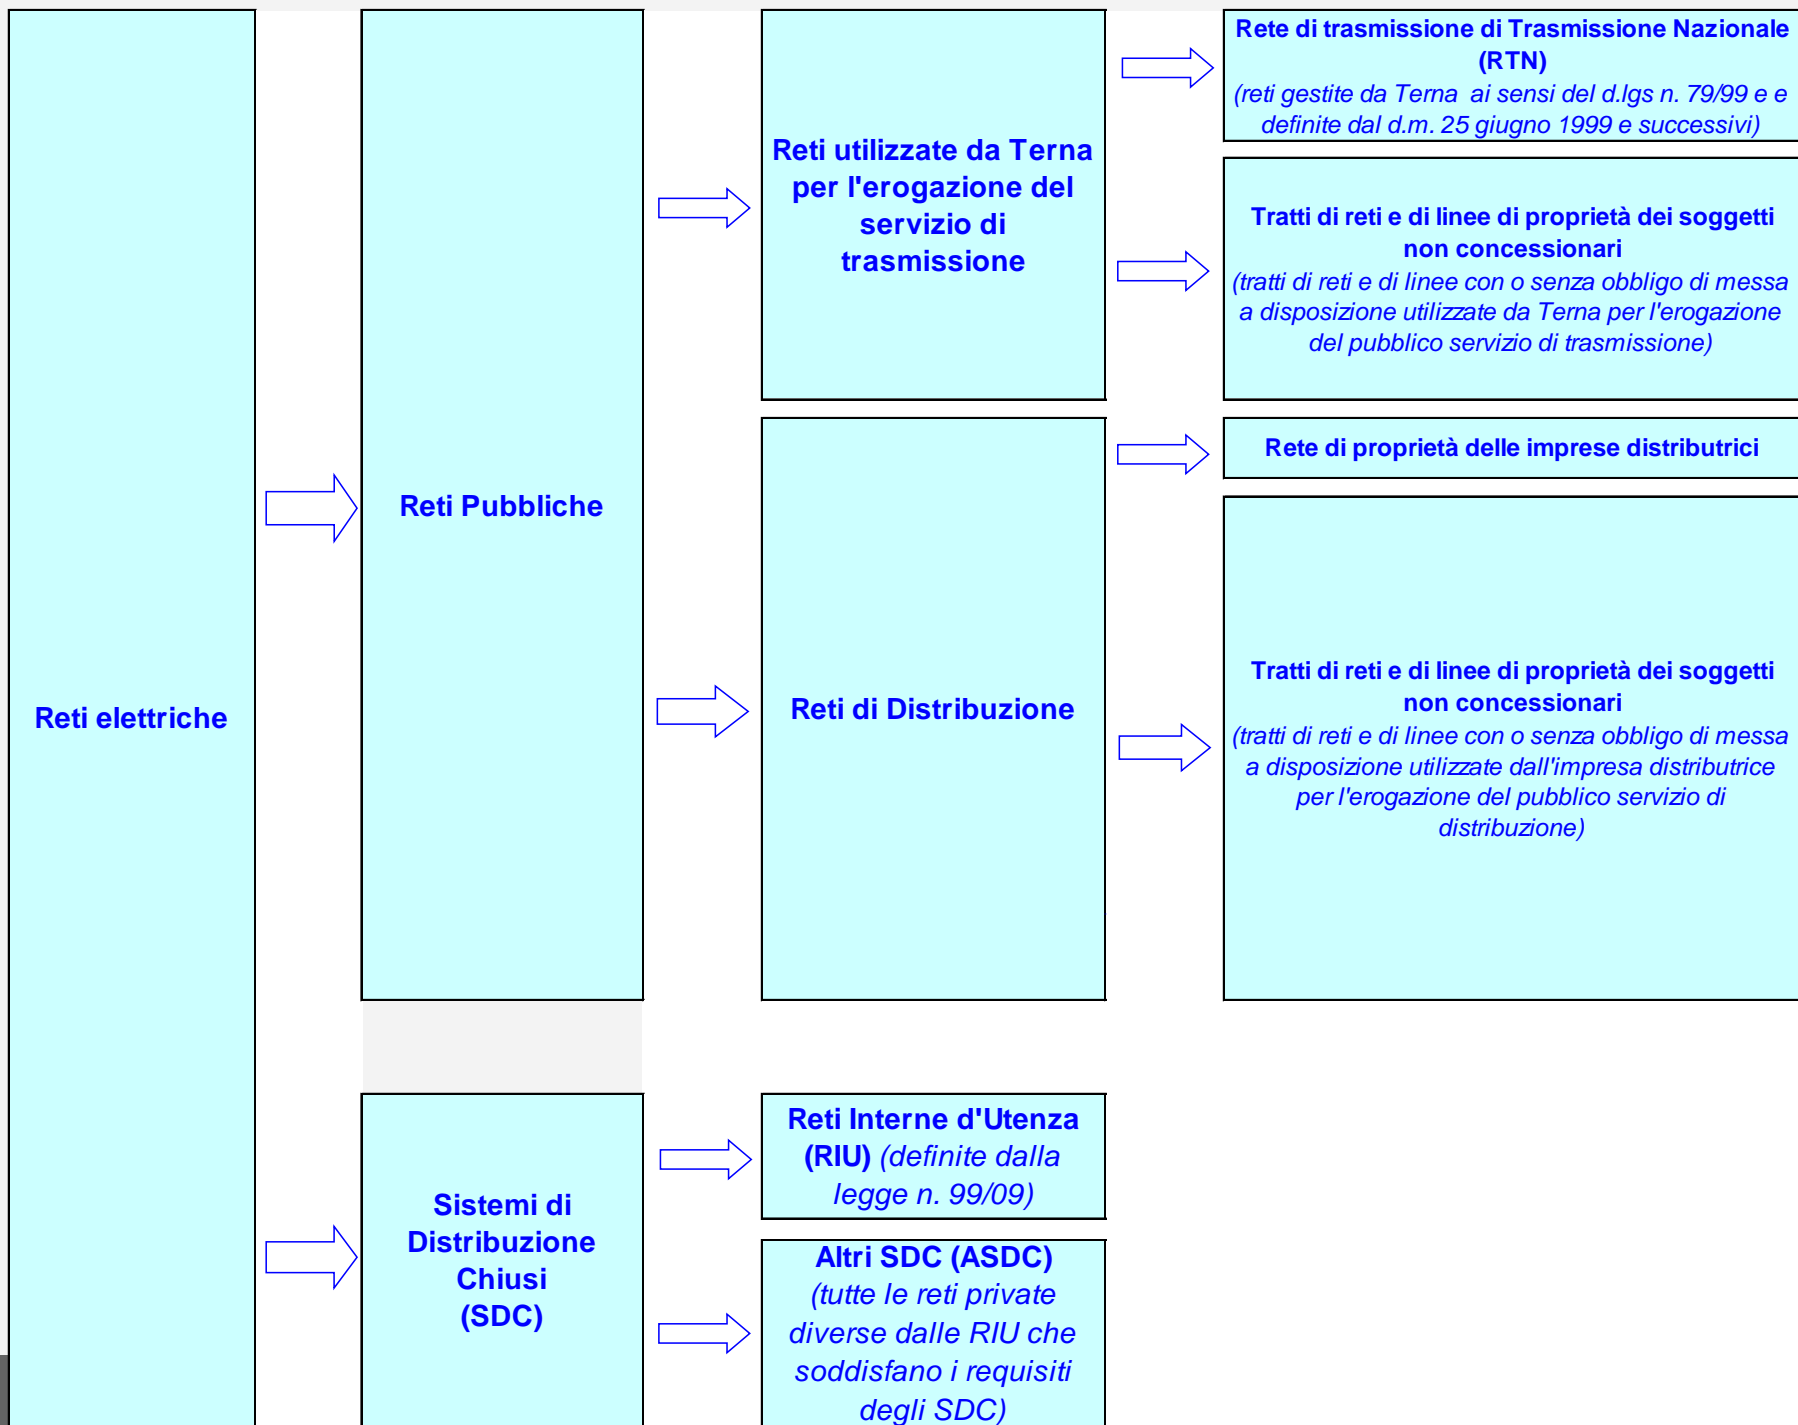 Reti elettriche
Reti Pubbliche
Reti utilizzate da Terna
per l'erogazione del
servizio di
trasmissione
Rete di trasmissione di Trasmissione Nazionale
(RTN)
(reti gestite da Terna ai sensi del d.lgs n. 79/99 e e
definite dal d.m. 25 giugno 1999 e successivi)
Tratti di reti e di linee di proprietà dei soggetti
non concessionari
(tratti di reti e di linee con o senza obbligo di messa
a disposizione utilizzate da Terna per l'erogazione
del pubblico servizio di trasmissione)
Reti di Distribuzione
Rete di proprietà delle imprese distributrici
Tratti di reti e di linee di proprietà dei soggetti
non concessionari
(tratti di reti e di linee con o senza obbligo di messa
a disposizione utilizzate dall'impresa distributrice
per l'erogazione del pubblico servizio di
distribuzione)
Sistemi di
Distribuzione
Chiusi
(SDC)
Reti Interne d'Utenza
(RIU) (definite dalla
legge n. 99/09)
Altri SDC (ASDC)
(tutte le reti private
diverse dalle RIU che
soddisfano i requisiti
degli SDC)